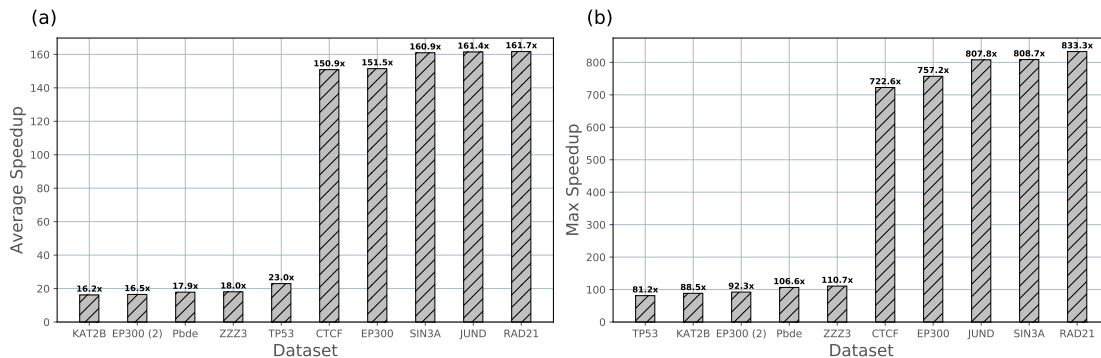 (a)
Average Speedup
160
140
120
100
80
60
40
20
0
16.2x
16.5x
17.9x
18.0x
23.0x
150.9x
151.5x
160.9x
161.4x
161.7x
KAT2B EP300 (2) Pbde ZZZ3 TP53 CTCF EP300 SIN3A JUND RAD21
Dataset
(b)
Max Speedup
800
700
600
500
400
300
200
100
0
81.2x
88.5x
92.3x
106.6x
110.7x
722.6x
757.2x
807.8x
808.7x
833.3x
TP53 KAT2B EP300 (2) Pbde ZZZ3 CTCF EP300 JUND SIN3A RAD21
Dataset